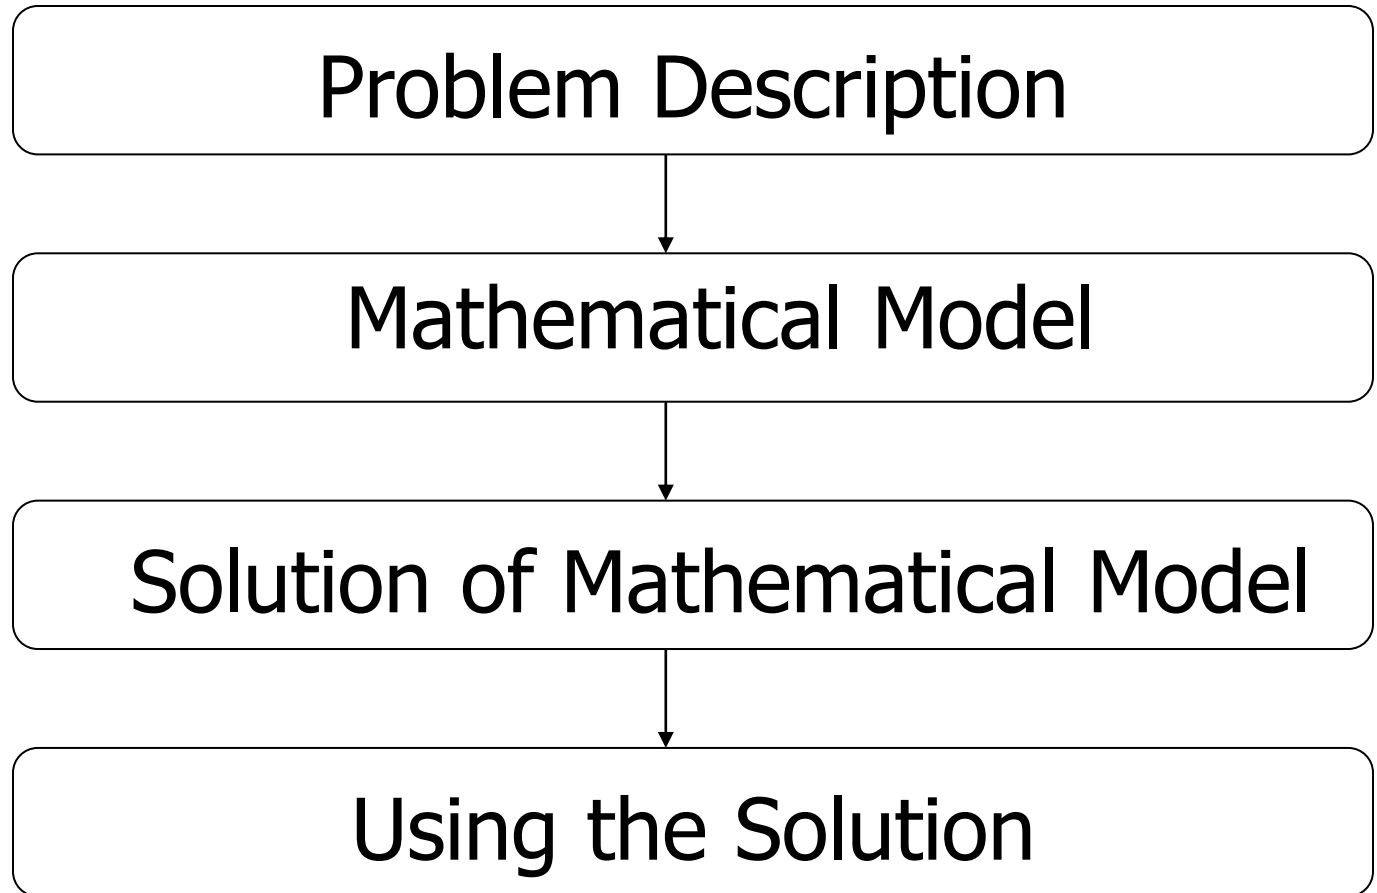 Problem Description
Mathematical Model
Solution of Mathematical Model
Using the Solution